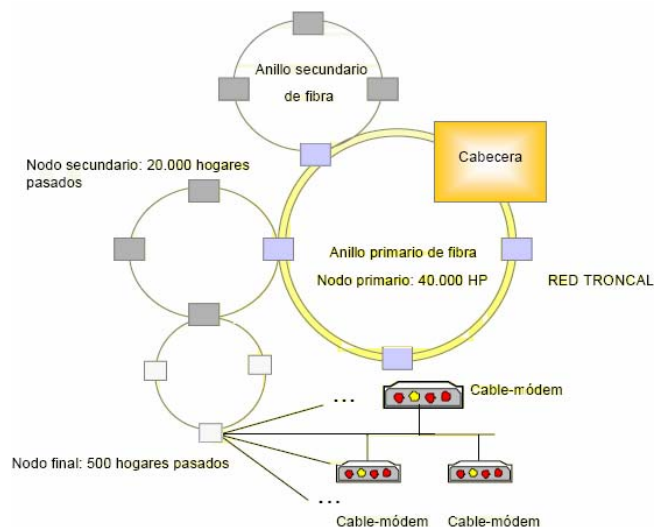 Anillo secundario
de fibra
Cabecera
Nodo secundario: 20.000 hogares
pasados
Anillo primario de fibra
Nodo primario: 40.000 HP
RED TRONCAL
...
Cable-módem
Nodo final: 500 hogares pasados
...
Cable-módem
Cable-módem